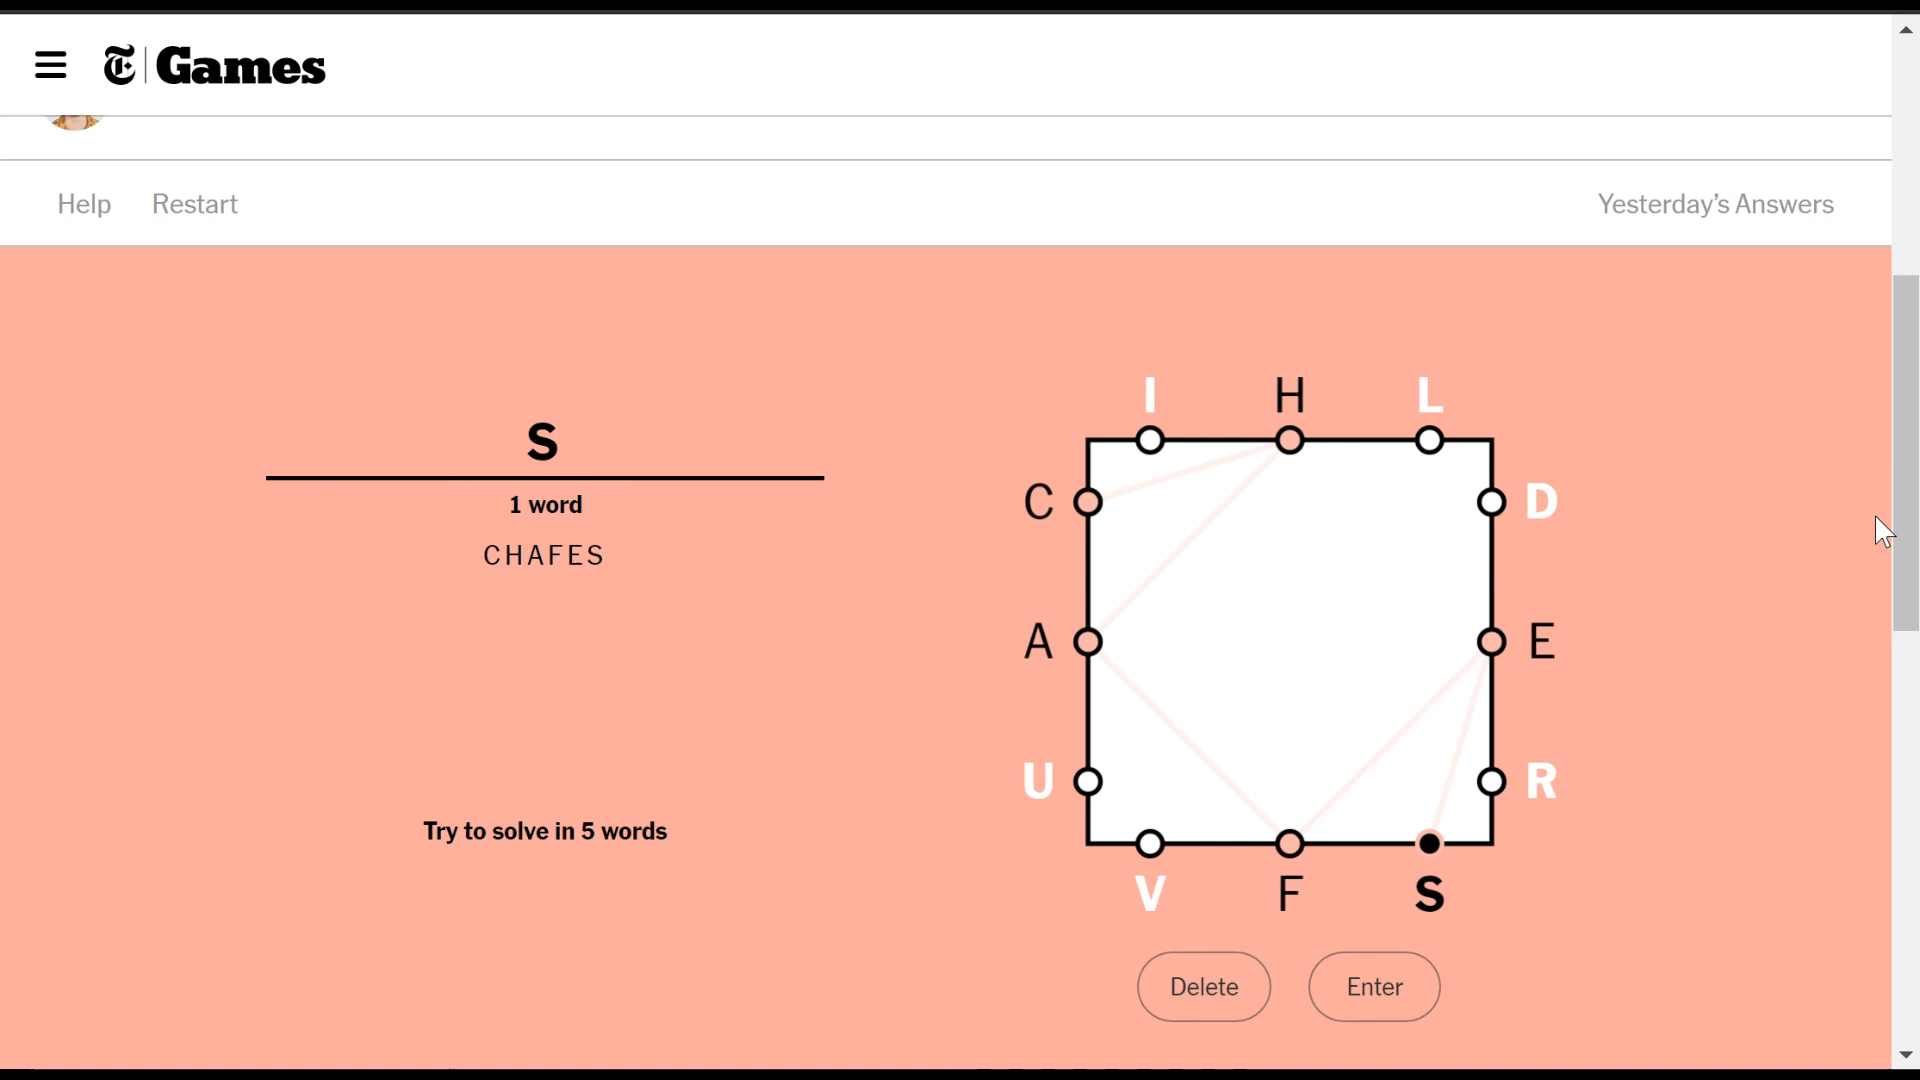 T Games
Help Restart Yesterday's Answers
S
1 word
CHAFES
Try to solve in 5 words
I H L
C D
A E
U R
V F S
Delete Enter